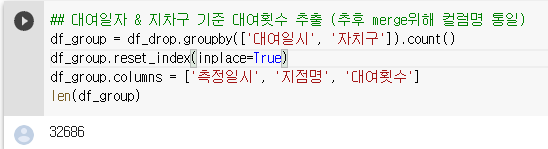 ## 대여일자 & 지차구 기준 대여횟수 추출 (추후 merge위해 컬럼명 통일)
df_group = df_drop.groupby(['대여일시', '자치구']).count()
df_group.reset_index(inplace=True)
df_group.columns = ['측정일시', '지점명', '대여횟수']
len(df_group)
32686